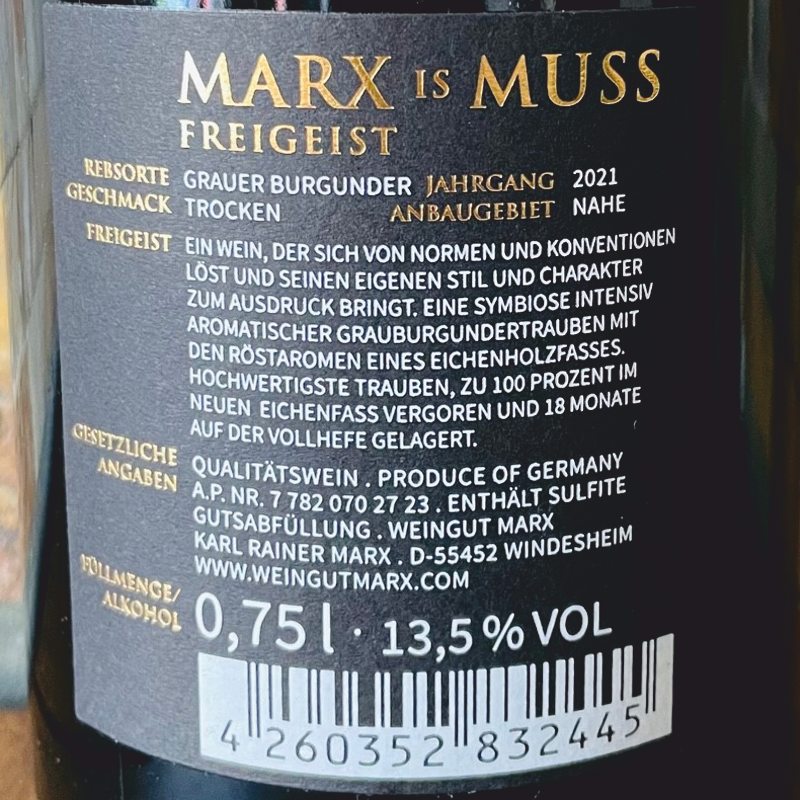 MARX IS MUSS
FREIGEIST
REBSORTE GRAUER BURGUNDER JAHRGANG 2021
GESCHMACK TROCKEN ANBAUGEBIET NAHE
FREIGEIST EIN WEIN, DER SICH VON NORMEN UND KONVENTIONEN
LÖST UND SEINEN EIGENEN STIL UND CHARAKTER
ZUM AUSDRUCK BRINGT. EINE SYMBIOSE INTENSIV
AROMATISCHER GRAUBURGUNDERTRAUBEN MIT
DEN RÖSTAROMEN EINES EICHENHOLZFASSES.
HOCHWERTIGSTE TRAUBEN, ZU 100 PROZENT IM
NEUEN EICHENFASS VERGOREN UND 18 MONATE
AUF DER VOLLHEFE GELAGERT.
GESETZLICHE
ANGABEN
QUALITÄTSWEIN . PRODUCE OF GERMANY
A.P. NR. 7 782 070 27 23 . ENTHÄLT SULFITE
GUTSABFÜLLUNG . WEINGUT MARX
KARL RAINER MARX . D-55452 WINDESHEIM
WWW.WEINGUTMARX.COM
FÜLLMENGE/
ALKOHOL
0,75 l · 13,5 % VOL
4 260352 832445